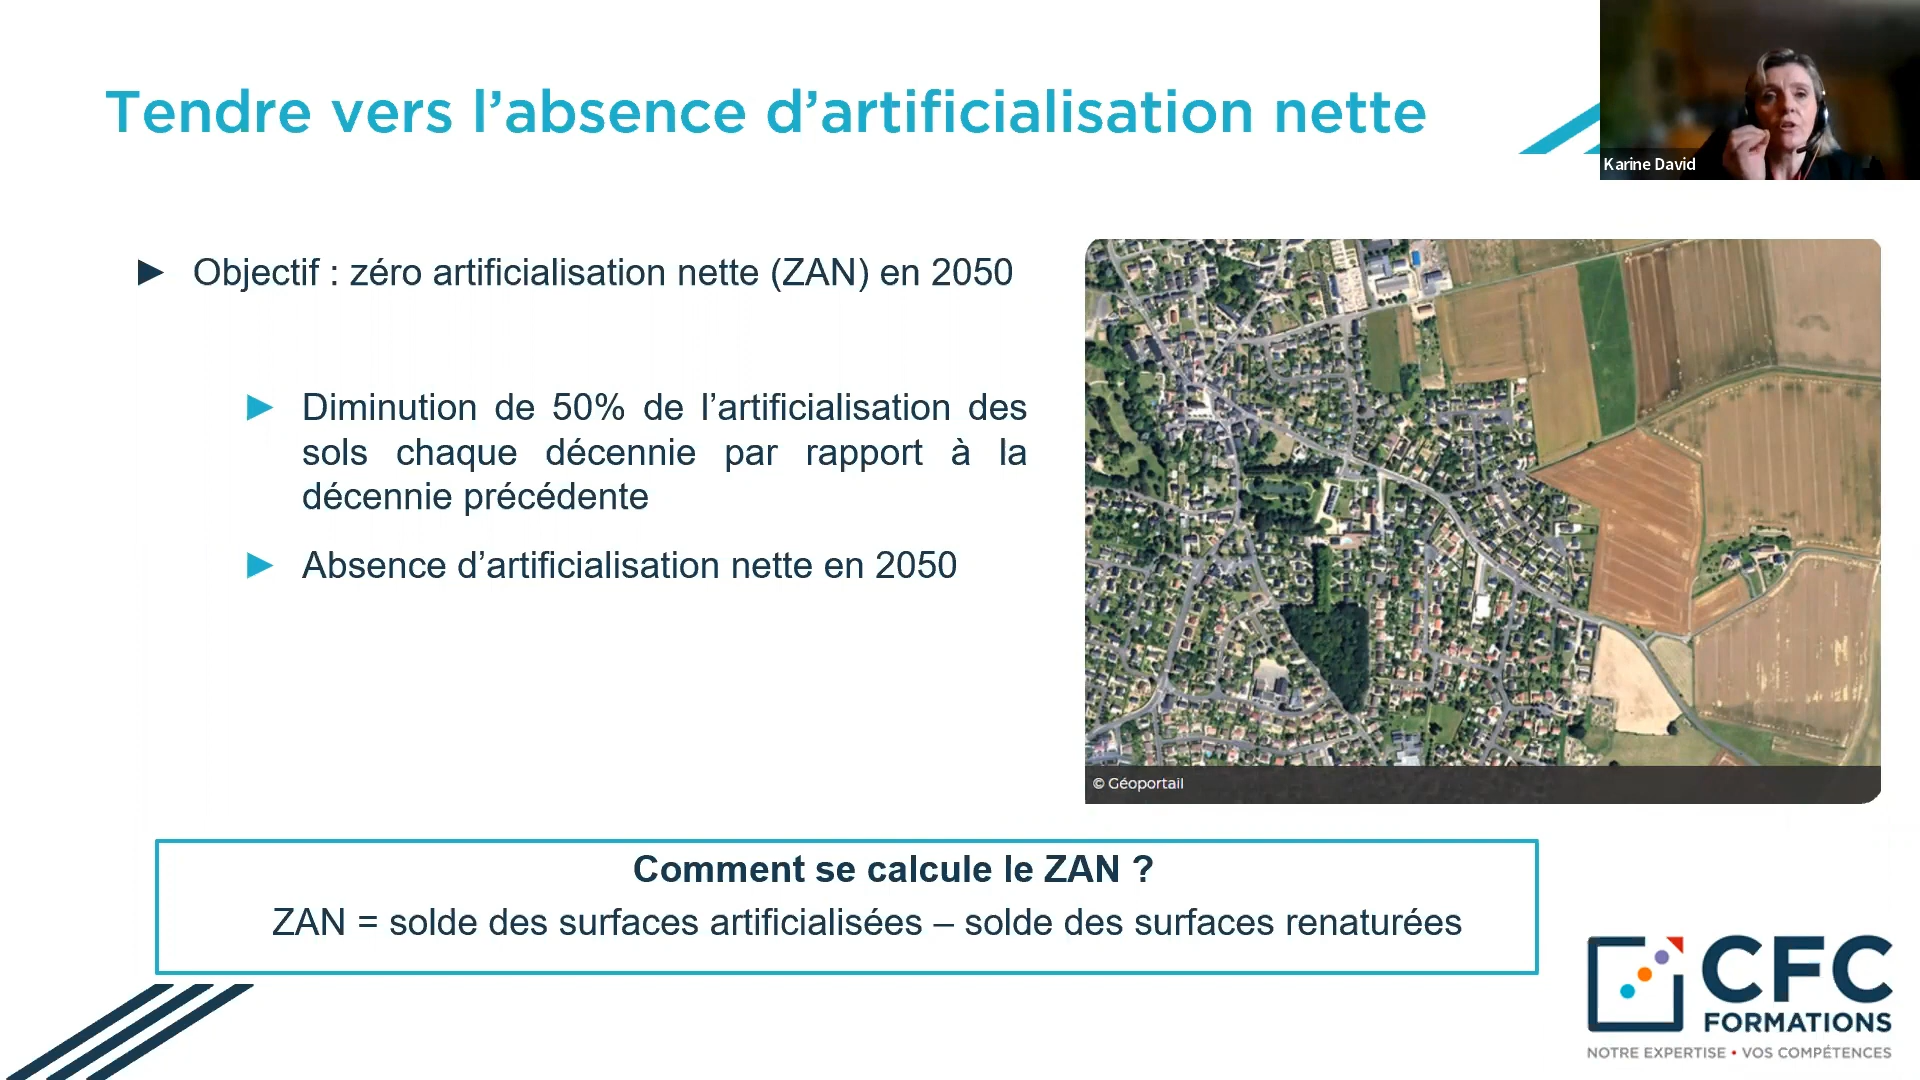 Tendre vers l’absence d’artificialisation nette
Karine David
► Objectif : zéro artificialisation nette (ZAN) en 2050
► Diminution de 50% de l’artificialisation des
sols chaque décennie par rapport à la
décennie précédente
► Absence d’artificialisation nette en 2050
© Géoportail
Comment se calcule le ZAN ?
ZAN = solde des surfaces artificialisées – solde des surfaces renaturées
CFC
FORMATIONS
NOTRE EXPERTISE • VOS COMPÉTENCES